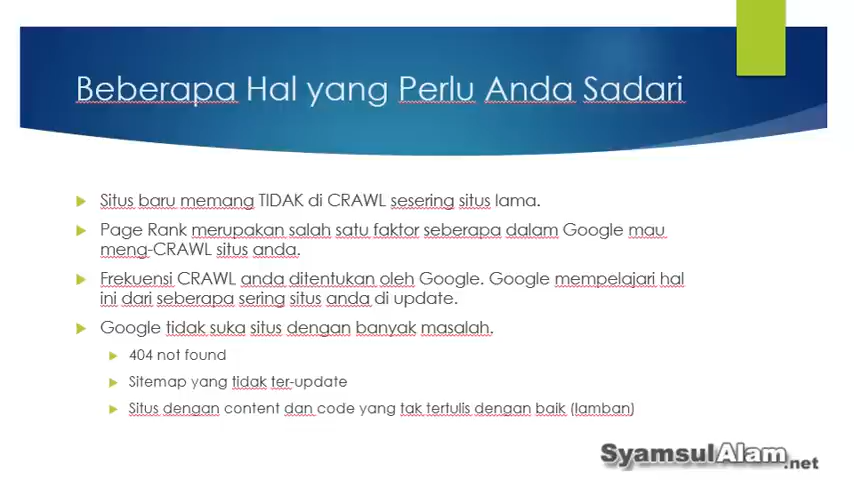 Beberapa Hal yang Perlu Anda Sadari
Situs baru memang TIDAK di CRAWL sesering situs lama.
Page Rank merupakan salah satu faktor seberapa dalam Google mau
meng-CRAWL situs anda.
Frekuensi CRAWL anda ditentukan oleh Google. Google mempelajari hal
ini dari seberapa sering situs anda di update.
Google tidak suka situs dengan banyak masalah.
404 not found
Sitemap yang tidak ter-update
Situs dengan content dan code yang tak tertulis dengan baik (lamban)
SyamsulAlam.net